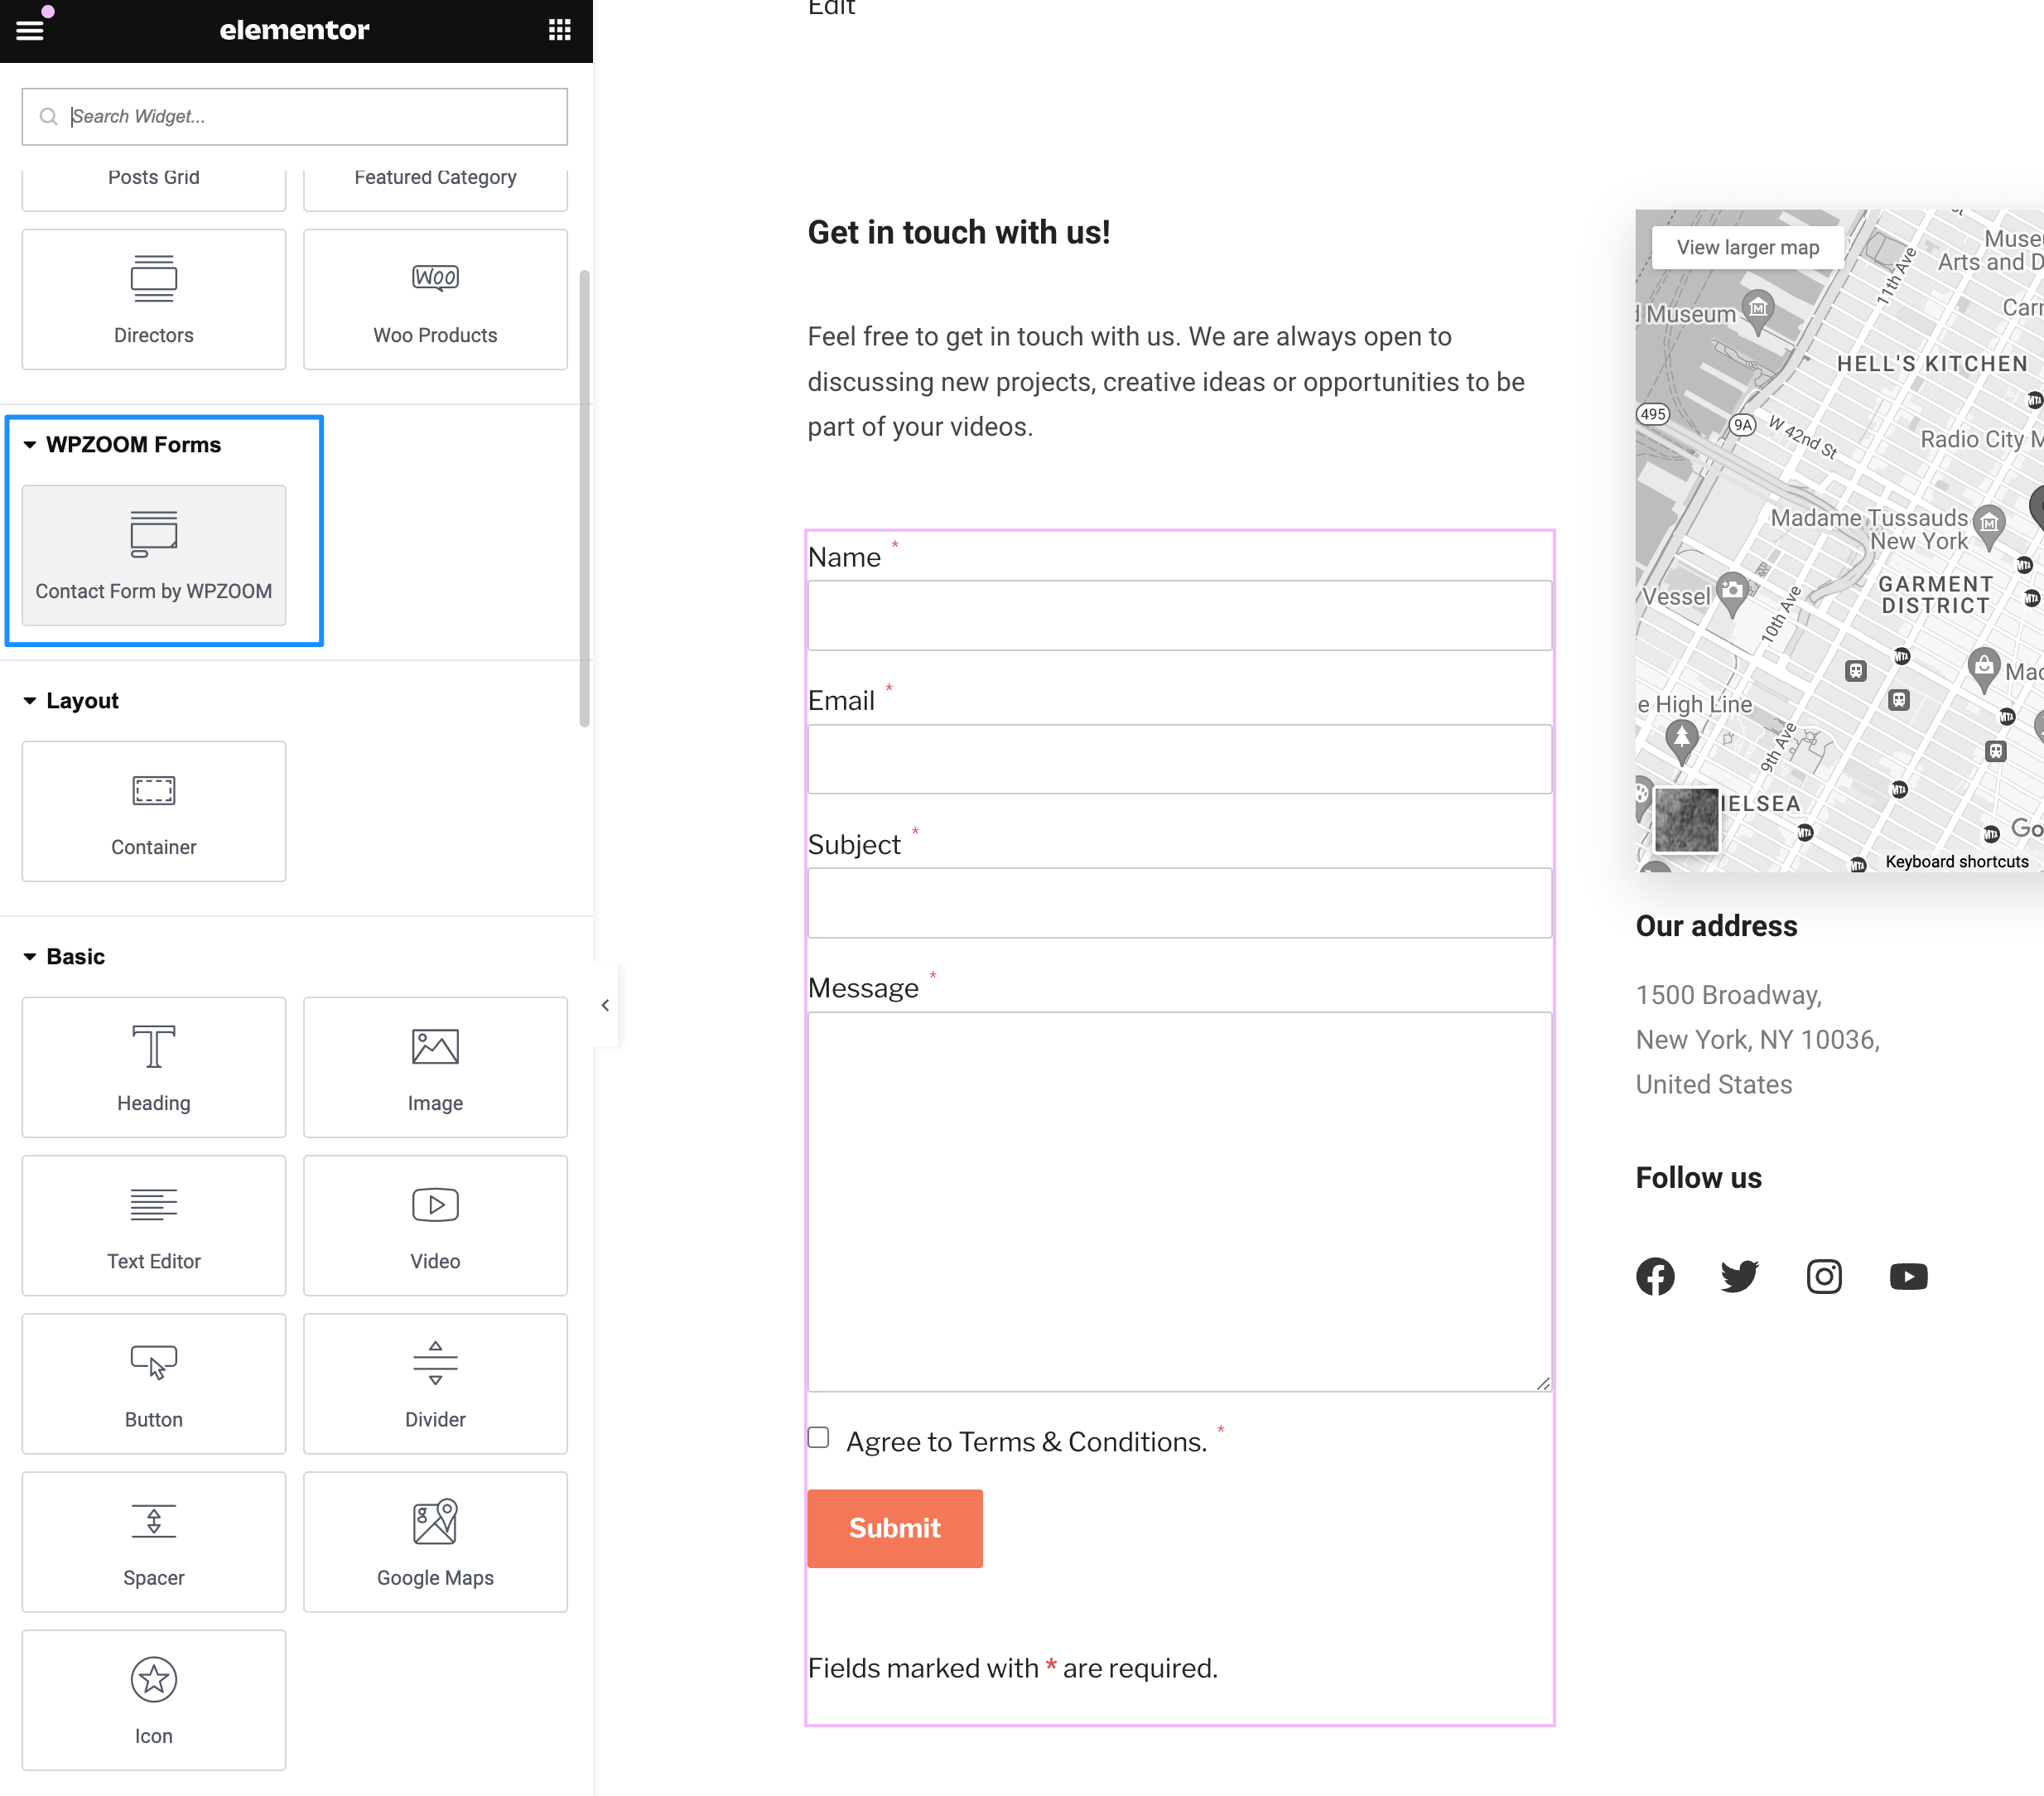 elementor
Search Widget...
Posts Grid
Featured Category
Directors
WOO
Woo Products
WPZOOM Forms
Contact Form by WPZOOM
Layout
Container
Basic
Heading
Image
Text Editor
Video
Button
Divider
Spacer
Google Maps
Icon
Edit
Get in touch with us!
Feel free to get in touch with us. We are always open to
discussing new projects, creative ideas or opportunities to be
part of your videos.
Name *
Email *
Subject *
Message *
Agree to Terms & Conditions. *
Submit
Fields marked with * are required.
View larger map
Arts and D
11th Ave
Museum
HELL'S KITCHEN
495
9A
W 42nd St
Radio City M
Madame Tussauds
New York
GARMENT
DISTRICT
Vessel
10th Ave
e High Line
9th Ave
MTA
IELSEA
Keyboard shortcuts
Our address
1500 Broadway,
New York, NY 10036,
United States
Follow us